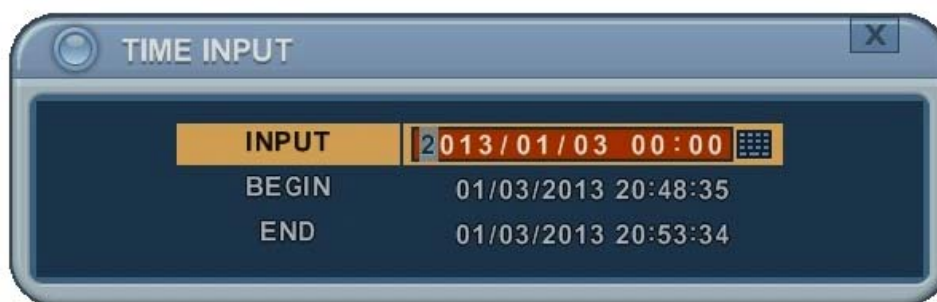 TIME INPUT X
INPUT 2013/01/03 00:00
BEGIN 01/03/2013 20:48:35
END 01/03/2013 20:53:34